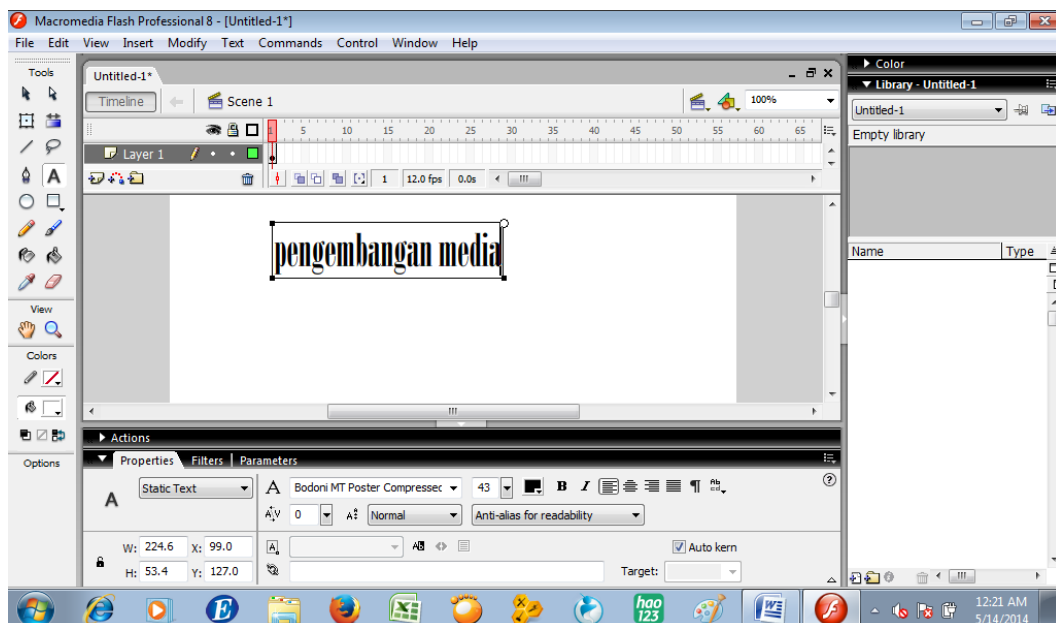 Macromedia Flash Professional 8 - [Untitled-1*]
File Edit View Insert Modify Text Commands Control Window Help
Tools
View
Colors
Options
Untitled-1*
Timeline Scene 1 100%
1 5 10 15 20 25 30 35 40 45 50 55 60 65
Layer 1
1 12.0 fps 0.0s
pengembangan media
Actions
Properties Filters Parameters
A Static Text A Bodoni MT Poster Compressec 43 B I
A V 0 Normal Anti-alias for readability
W: 224.6 X: 99.0 Auto kern
H: 53.4 Y: 127.0 Target:
Color
Library - Untitled-1
Untitled-1
Empty library
Name Type
hao
123
12:21 AM
5/14/2014